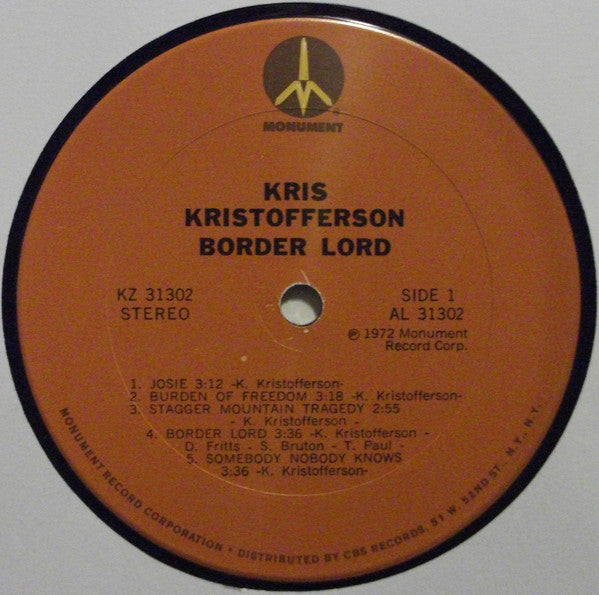 MONUMENT
KRIS
KRISTOFFERSON
BORDER LORD
KZ 31302
STEREO
SIDE 1
AL 31302
℗ 1972 Monument
Record Corp.
1. JOSIE 3:12 -K. Kristofferson-
2. BURDEN OF FREEDOM 3:18 -K. Kristofferson-
3. STAGGER MOUNTAIN TRAGEDY 2:55
- K. Kristofferson -
4. BORDER LORD 3:36 -K. Kristofferson -
D. Fritts - S. Bruton - T. Paul -
5. SOMEBODY NOBODY KNOWS
3:36 -K. Kristofferson-
MONUMENT RECORD CORPORATION • DISTRIBUTED BY CBS RECORDS, 51 W. 52ND ST., N.Y., N.Y.